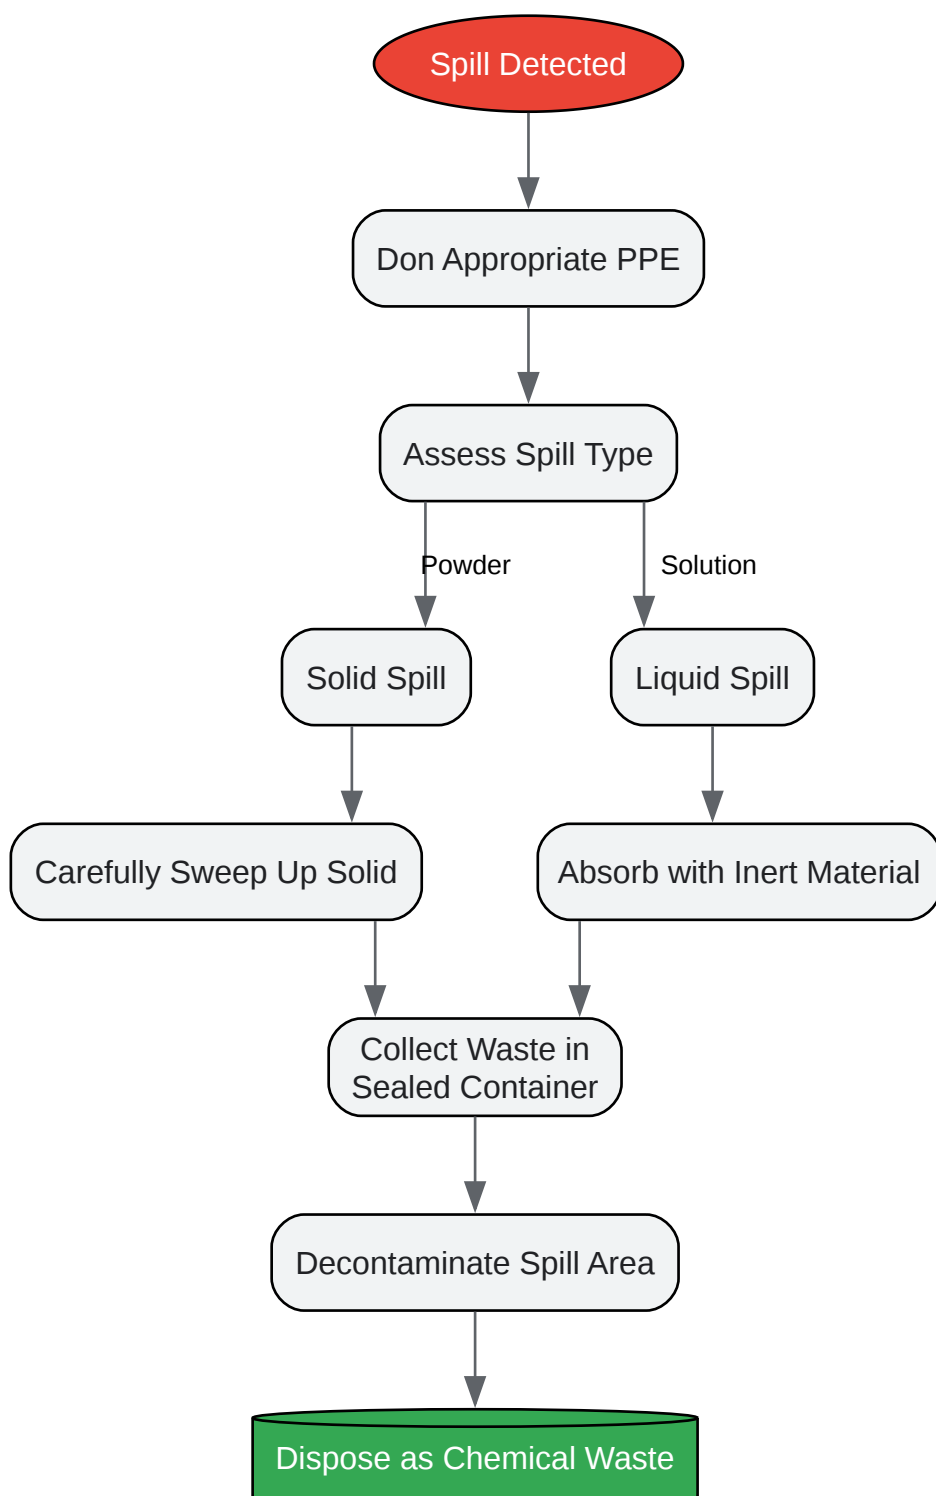 Spill Detected
Don Appropriate PPE
Assess Spill Type
Powder
Solution
Solid Spill
Liquid Spill
Carefully Sweep Up Solid
Absorb with Inert Material
Collect Waste in
Sealed Container
Decontaminate Spill Area
Dispose as Chemical Waste